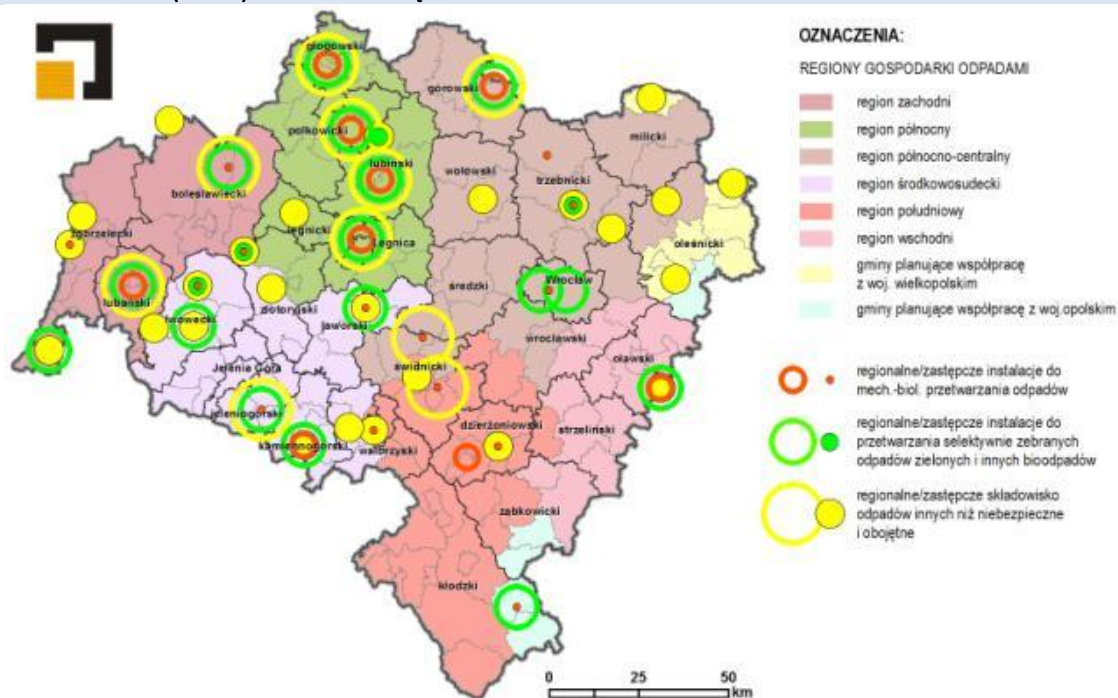 OZNACZENIA:
REGIONY GOSPODARKI ODPADAMI
region zachodni
region północny
region północno-centralny
region środkowosudecki
region południowy
region wschodni
gminy planujące współpracę
z woj. wielkopolskim
gminy planujące współpracę z woj.opolskim
regionalne/zastępcze instalacje do
mech.-biol. przetwarzania odpadów
regionalne/zastępcze instalacje do
przetwarzania selektywnie zebranych
odpadów zielonych i innych bioodpadów
regionalne/zastępcze składowisko
odpadów innych niż niebezpieczne
i obojętne
głogowski
górowski
polkowicki
milicki
lubiński
wołowski
trzebnicki
bolesławiecki
zgorzelecki
legnicki
Legnica
oleśnicki
lubański
lwowecki
złotoryjski
jaworski
średzki
Wrocław
wrocławski
oławski
Jelenia Góra
świdnicki
jeleniogórski
kamiennogórski
wałbrzyski
dzierżoniowski
strzeliński
ząbkowicki
kłodzki
0 25 50
km